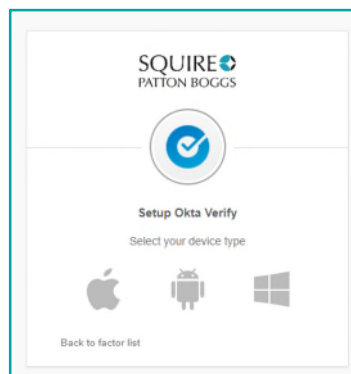 SQUIRE
PATTON BOGGS
Setup Okta Verify
Select your device type
Back to factor list